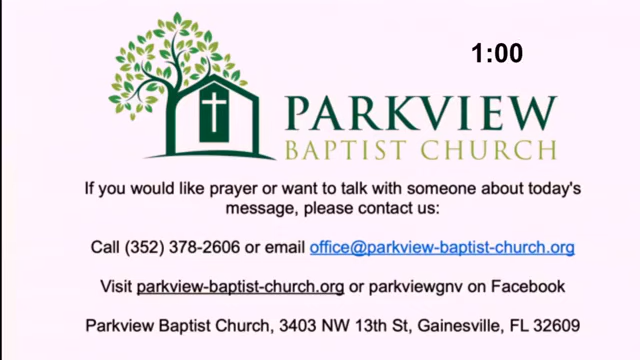 1:00
PARKVIEW
BAPTIST CHURCH
If you would like prayer or want to talk with someone about today's
message, please contact us:
Call (352) 378-2606 or email office@parkview-baptist-church.org
Visit parkview-baptist-church.org or parkviewgnv on Facebook
Parkview Baptist Church, 3403 NW 13th St, Gainesville, FL 32609